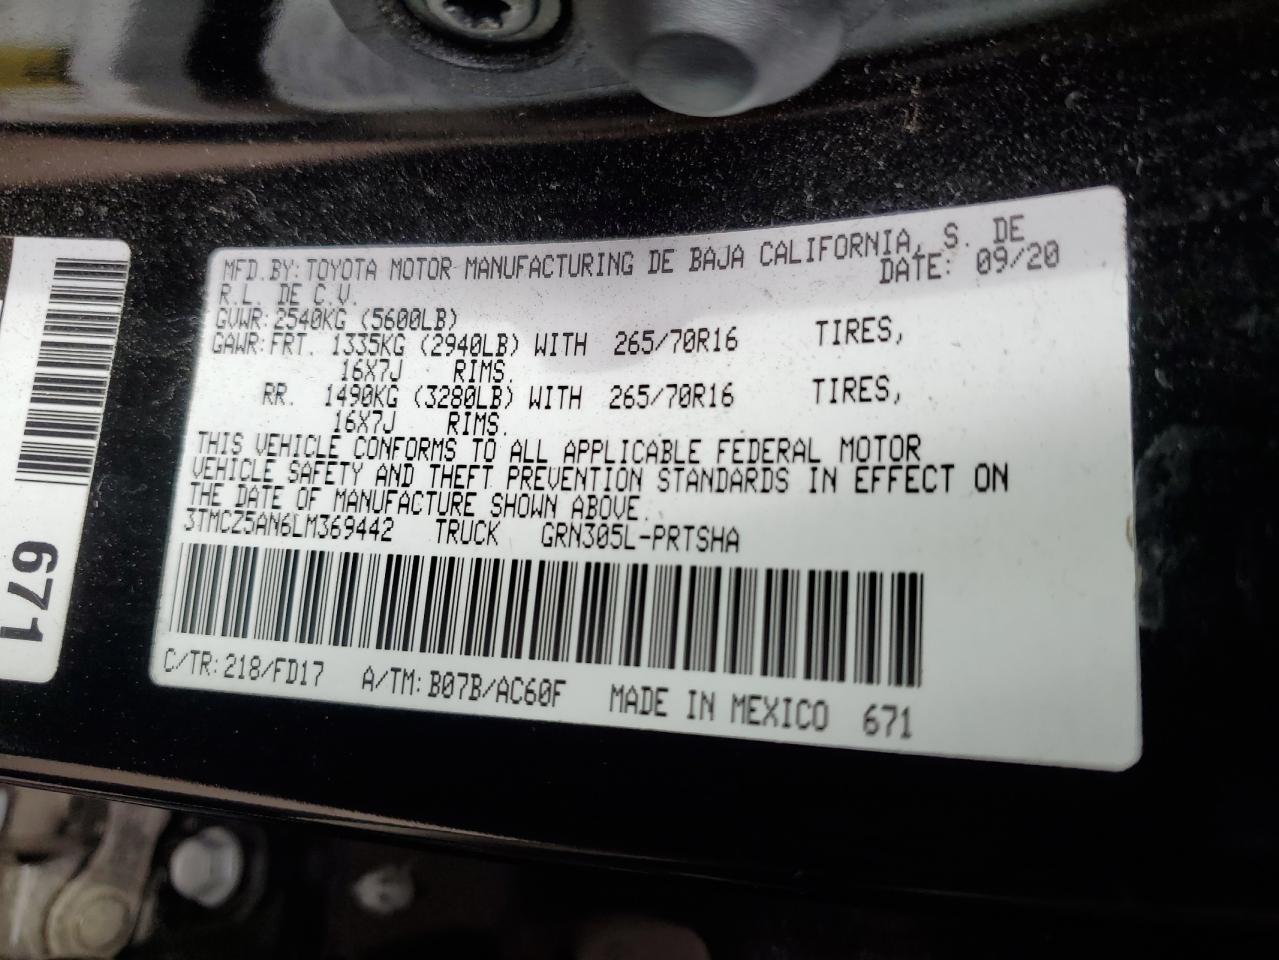 MFD.BY: TOYOTA MOTOR MANUFACTURING DE BAJA CALIFORNIA, S. DE
R.L. DE C.V. DATE: 09/20
GVWR: 2540KG (5600LB)
GAWR: FRT. 1335KG (2940LB) WITH 265/70R16 TIRES,
16X7J RIMS.
RR. 1490KG (3280LB) WITH 265/70R16 TIRES,
16X7J RIMS.
THIS VEHICLE CONFORMS TO ALL APPLICABLE FEDERAL MOTOR
VEHICLE SAFETY AND THEFT PREVENTION STANDARDS IN EFFECT ON
THE DATE OF MANUFACTURE SHOWN ABOVE.
3TMCZ5AN6LM369442 TRUCK GRN305L-PRTSHA
C/TR: 218/FD17 A/TM: B07B/AC60F MADE IN MEXICO 671
671